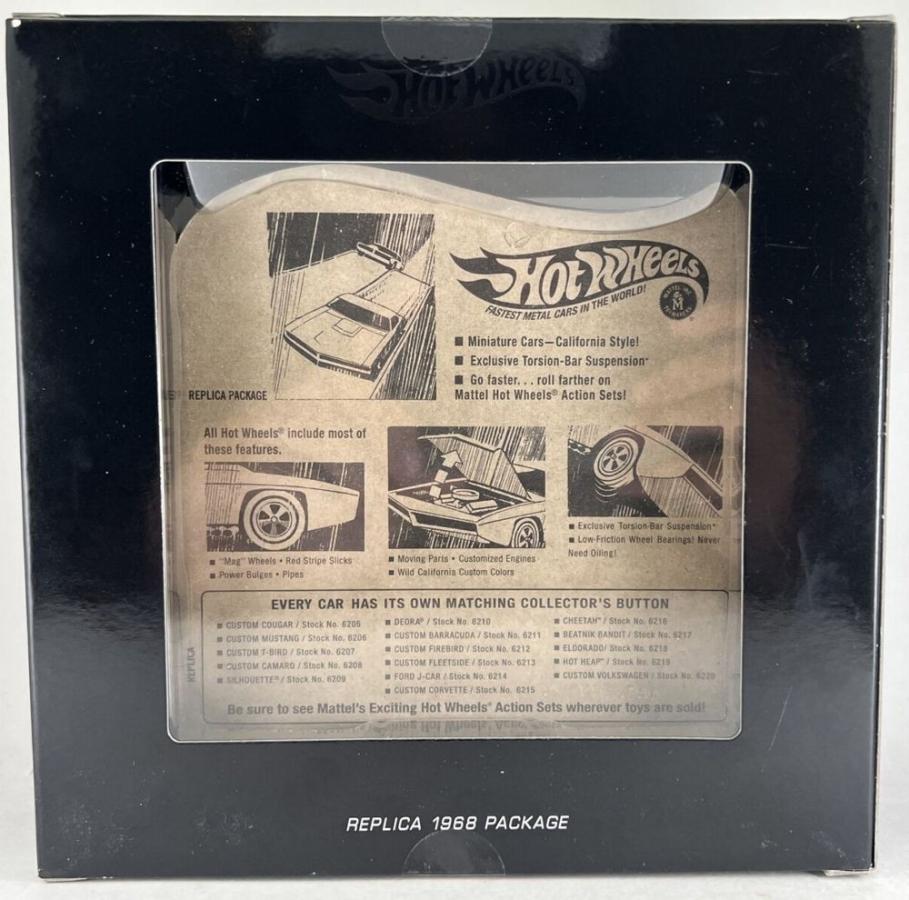 HOT WHEELS
HOT WHEELS
FASTEST METAL CARS IN THE WORLD!
MATTEL, INC.
M
TOYMAKERS
®
■ Miniature Cars—California Style!
■ Exclusive Torsion-Bar Suspension*
■ Go faster. . . roll farther on
Mattel Hot Wheels® Action Sets!
REPLICA PACKAGE
All Hot Wheels® include most of
these features.
■ "Mag" Wheels • Red Stripe Slicks
■ Power Bulges • Pipes
■ Moving Parts • Customized Engines
■ Wild California Custom Colors
■ Exclusive Torsion-Bar Suspension*
■ Low-Friction Wheel Bearings! Never
Need Oiling!
EVERY CAR HAS ITS OWN MATCHING COLLECTOR'S BUTTON
■ CUSTOM COUGAR / Stock No. 6205
■ CUSTOM MUSTANG / Stock No. 6206
■ CUSTOM T-BIRD / Stock No. 6207
■ CUSTOM CAMARO / Stock No. 6208
■ SILHOUETTE® / Stock No. 6209
■ DEORA® / Stock No. 6210
■ CUSTOM BARRACUDA / Stock No. 6211
■ CUSTOM FIREBIRD / Stock No. 6212
■ CUSTOM FLEETSIDE / Stock No. 6213
■ FORD J-CAR / Stock No. 6214
■ CUSTOM CORVETTE / Stock No. 6215
■ CHEETAH™ / Stock No. 6216
■ BEATNIK BANDIT / Stock No. 6217
■ ELDORADO / Stock No. 6218
■ HOT HEAP™ / Stock No. 6219
■ CUSTOM VOLKSWAGEN / Stock No. 6220
REPLICA
Be sure to see Mattel's Exciting Hot Wheels® Action Sets wherever toys are sold!
REPLICA 1968 PACKAGE